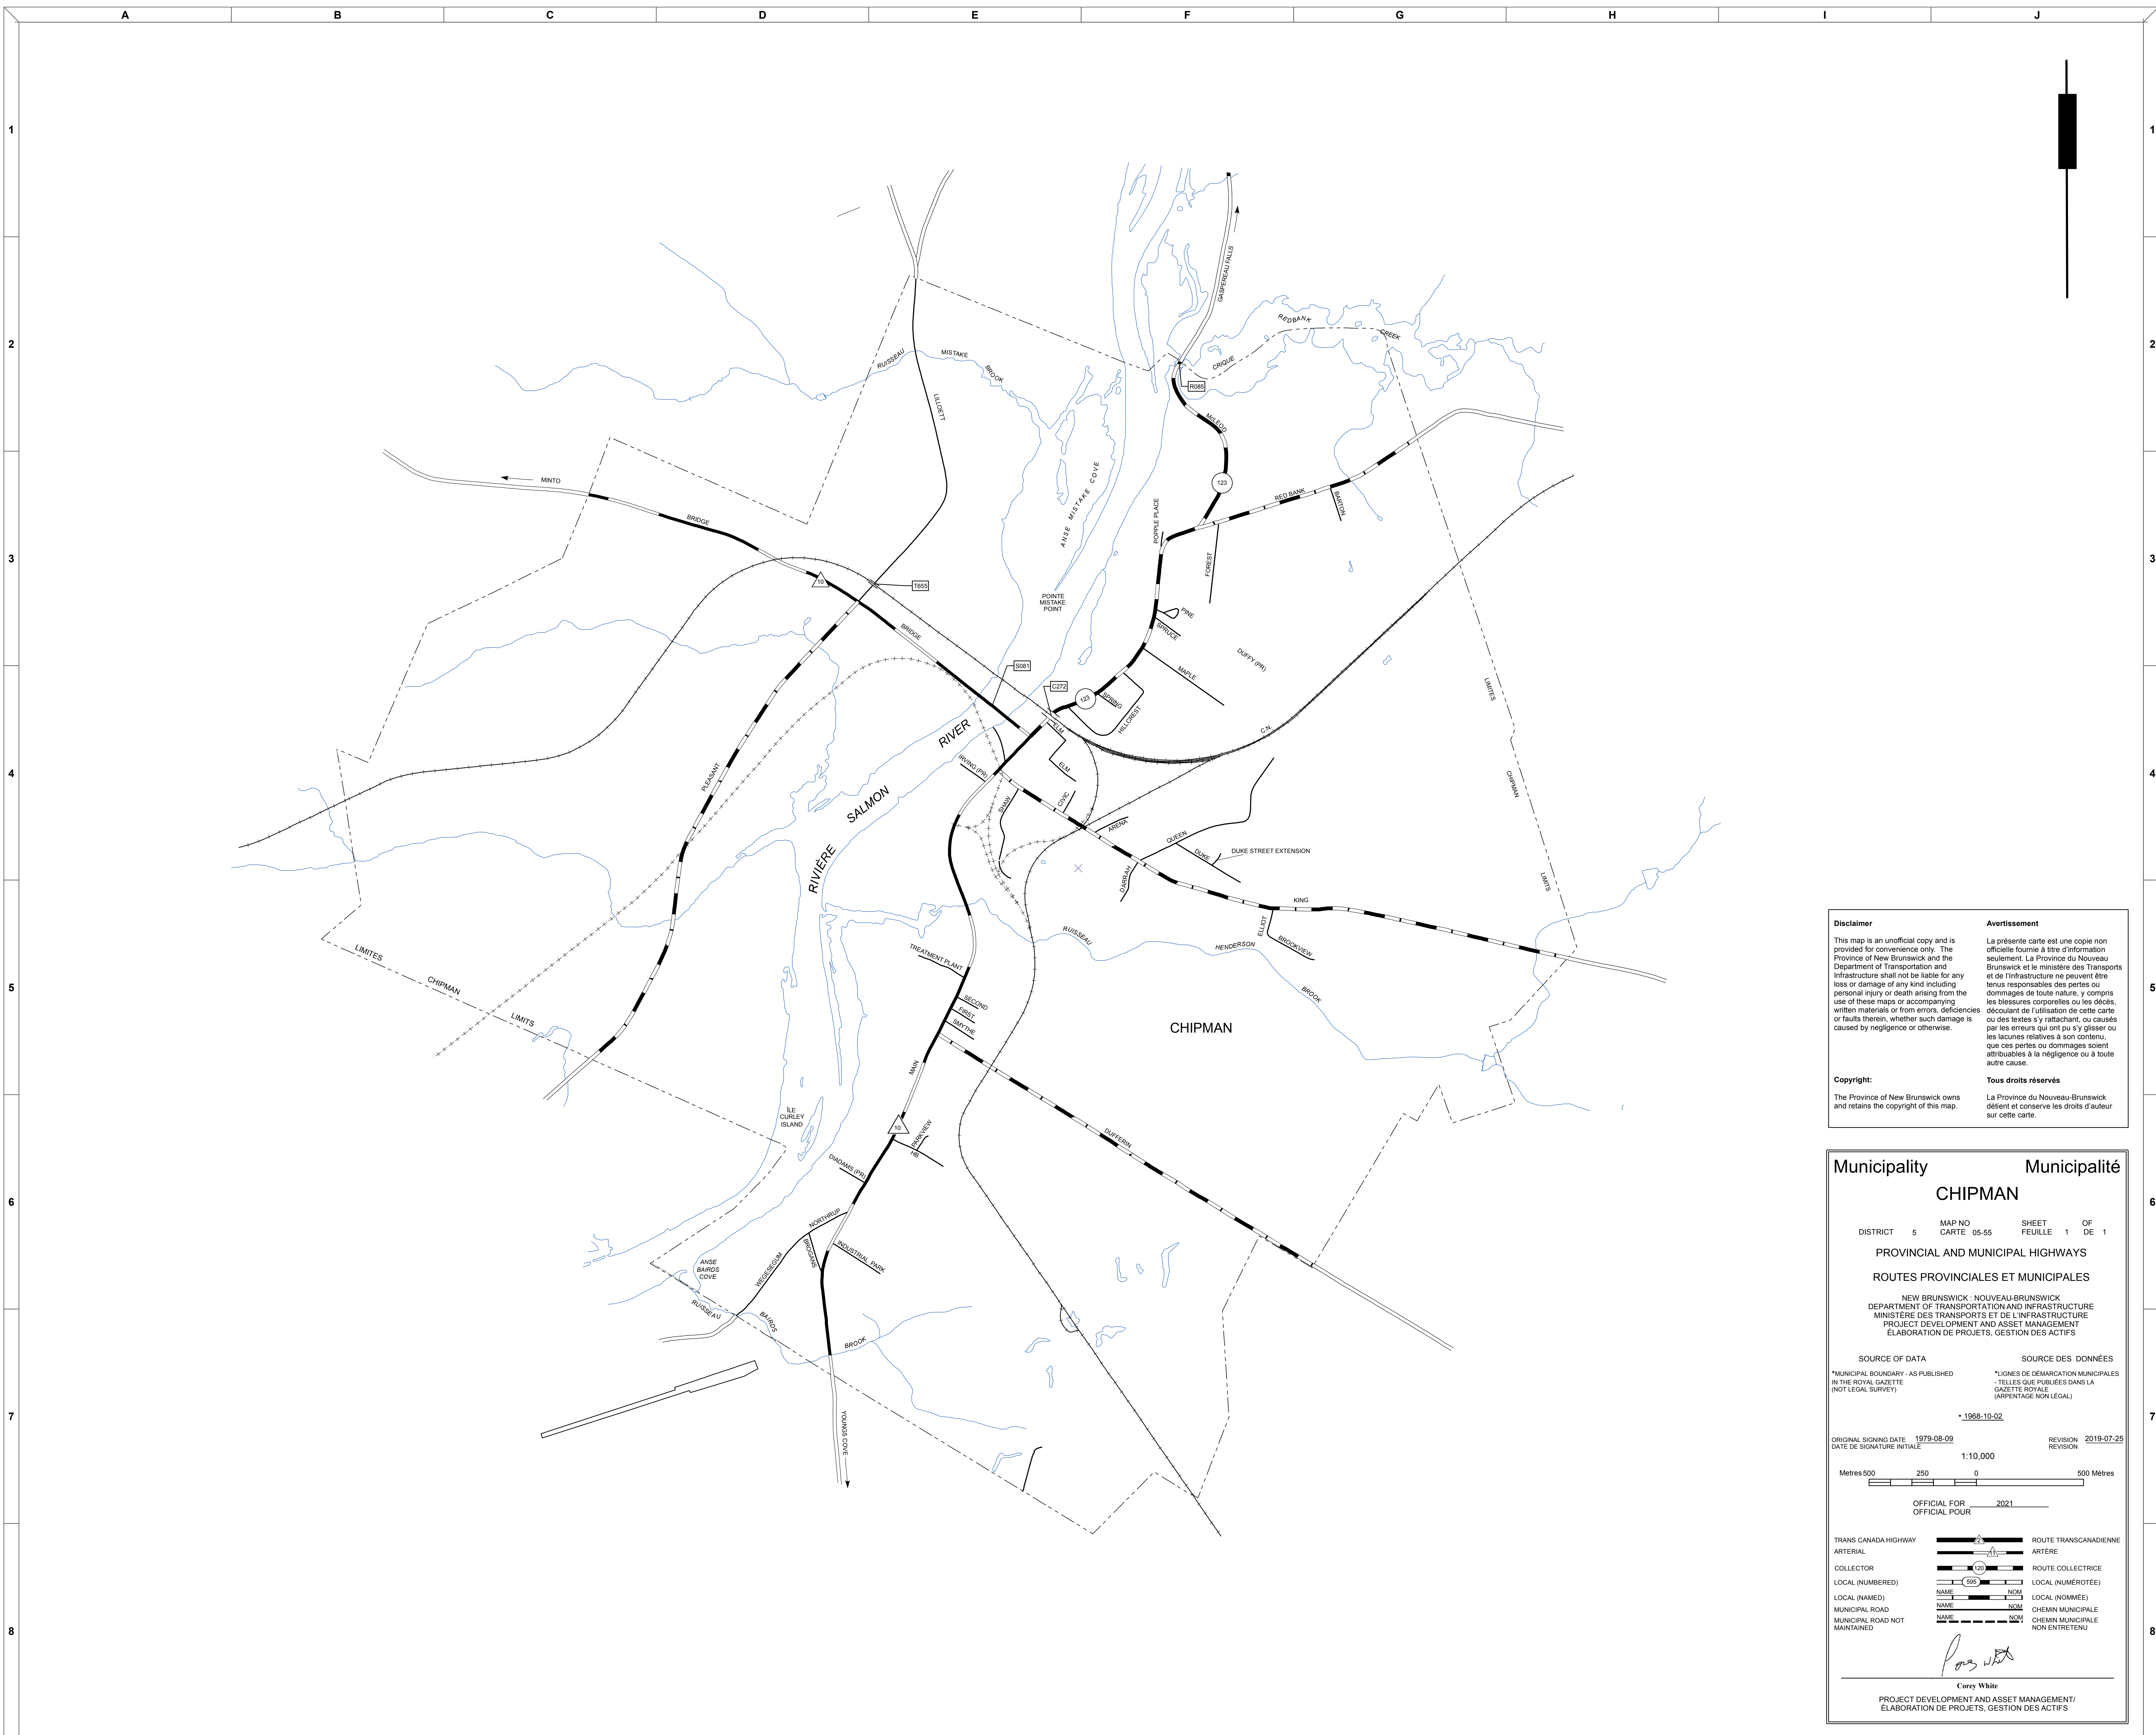 A B C D E F G H I J
1 1
2 2
3 3
4 4
5 5
6 6
7 7
8 8
GASPEREAU FALLS
REDBANK
CREEK
CRIQUE
RUISSEAU
MISTAKE
BROOK
R085
LILLOETT
McLEOD
123
ANSE MISTAKE COVE
MINTO
RED BANK
BARTON
POPPLE PLACE
BRIDGE
FOREST
10
T655
POINTE
MISTAKE
POINT
PINE
SPRUCE
BRIDGE
DUFFY (PR)
S081
MAPLE
C272
LIMITES
123
SPRING
HILLCREST
ELM
C.N.
RIVER
IRVING (PR)
ELM
PLEASANT
CHIPMAN
SALMON
SHAW
CIVIC
ARENA
QUEEN
DUKE
DUKE STREET EXTENSION
RIVIÈRE
DARRAH
LIMITS
KING
ELLIOT
RUISSEAU
HENDERSON
BROOKVIEW
LIMITES
TREATMENT PLANT
CHIPMAN
SECOND
BROOK
FIRST
LIMITS
SMYTHE
CHIPMAN
MAIN
ÎLE
CURLEY
ISLAND
10
PARKVIEW
DUFFERIN
HB
DIADAMS (PR)
NORTHRUP
BROGANS
INDUSTRIAL PARK
WEGESEGUM
ANSE
BAIRDS
COVE
RUISSEAU
BAIRDS
BROOK
YOUNGS COVE
Disclaimer
This map is an unofficial copy and is
provided for convenience only. The
Province of New Brunswick and the
Department of Transportation and
Infrastructure shall not be liable for any
loss or damage of any kind including
personal injury or death arising from the
use of these maps or accompanying
written materials or from errors, deficiencies
or faults therein, whether such damage is
caused by negligence or otherwise.
Copyright:
The Province of New Brunswick owns
and retains the copyright of this map.
Avertissement
La présente carte est une copie non
officielle fournie à titre d'information
seulement. La Province du Nouveau
Brunswick et le ministère des Transports
et de l'Infrastructure ne peuvent être
tenus responsables des pertes ou
dommages de toute nature, y compris
les blessures corporelles ou les décès,
découlant de l'utilisation de cette carte
ou des textes s'y rattachant, ou causés
par les erreurs qui ont pu s'y glisser ou
les lacunes relatives à son contenu,
que ces pertes ou dommages soient
attribuables à la négligence ou à toute
autre cause.
Tous droits réservés
La Province du Nouveau-Brunswick
détient et conserve les droits d'auteur
sur cette carte.
Municipality Municipalité
CHIPMAN
MAP NO SHEET OF
DISTRICT 5 CARTE 05-55 FEUILLE 1 DE 1
PROVINCIAL AND MUNICIPAL HIGHWAYS
ROUTES PROVINCIALES ET MUNICIPALES
NEW BRUNSWICK : NOUVEAU-BRUNSWICK
DEPARTMENT OF TRANSPORTATION AND INFRASTRUCTURE
MINISTÈRE DES TRANSPORTS ET DE L'INFRASTRUCTURE
PROJECT DEVELOPMENT AND ASSET MANAGEMENT
ÉLABORATION DE PROJETS, GESTION DES ACTIFS
SOURCE OF DATA SOURCE DES DONNÉES
*MUNICIPAL BOUNDARY - AS PUBLISHED
IN THE ROYAL GAZETTE
(NOT LEGAL SURVEY)
*LIGNES DE DÉMARCATION MUNICIPALES
- TELLES QUE PUBLIÉES DANS LA
GAZETTE ROYALE
(ARPENTAGE NON LÉGAL)
* 1968-10-02
ORIGINAL SIGNING DATE 1979-08-09 REVISION 2019-07-25
DATE DE SIGNATURE INITIALE REVISION
1:10,000
Metres 500 250 0 500 Mètres
OFFICIAL FOR 2021
OFFICIAL POUR
TRANS CANADA HIGHWAY 2 ROUTE TRANSCANADIENNE
ARTERIAL 11 ARTÈRE
COLLECTOR 120 ROUTE COLLECTRICE
LOCAL (NUMBERED) 595 LOCAL (NUMÉROTÉE)
LOCAL (NAMED) NAME NOM LOCAL (NOMMÉE)
MUNICIPAL ROAD NAME NOM CHEMIN MUNICIPALE
MUNICIPAL ROAD NOT NAME NOM CHEMIN MUNICIPALE
MAINTAINED NON ENTRETENU
Corey White
Corey White
PROJECT DEVELOPMENT AND ASSET MANAGEMENT/
ÉLABORATION DE PROJETS, GESTION DES ACTIFS